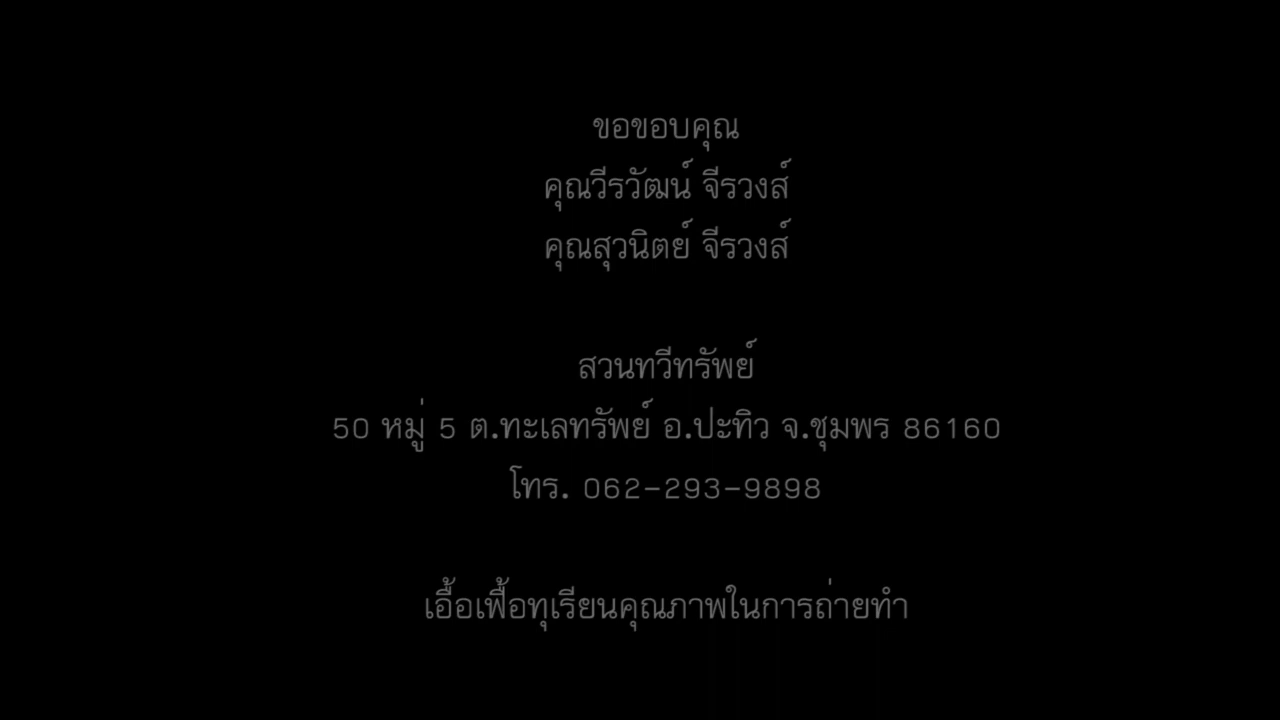 ขอขอบคุณ
คุณวีรวัฒน์ จีรวงส์
คุณสุวนิตย์ จีรวงส์
สวนทวีทรัพย์
50 หมู่ 5 ต.ทะเลทรัพย์ อ.ปะทิว จ.ชุมพร 86160
โทร. 062-293-9898
เอื้อเฟื้อทุเรียนคุณภาพในการถ่ายทำ